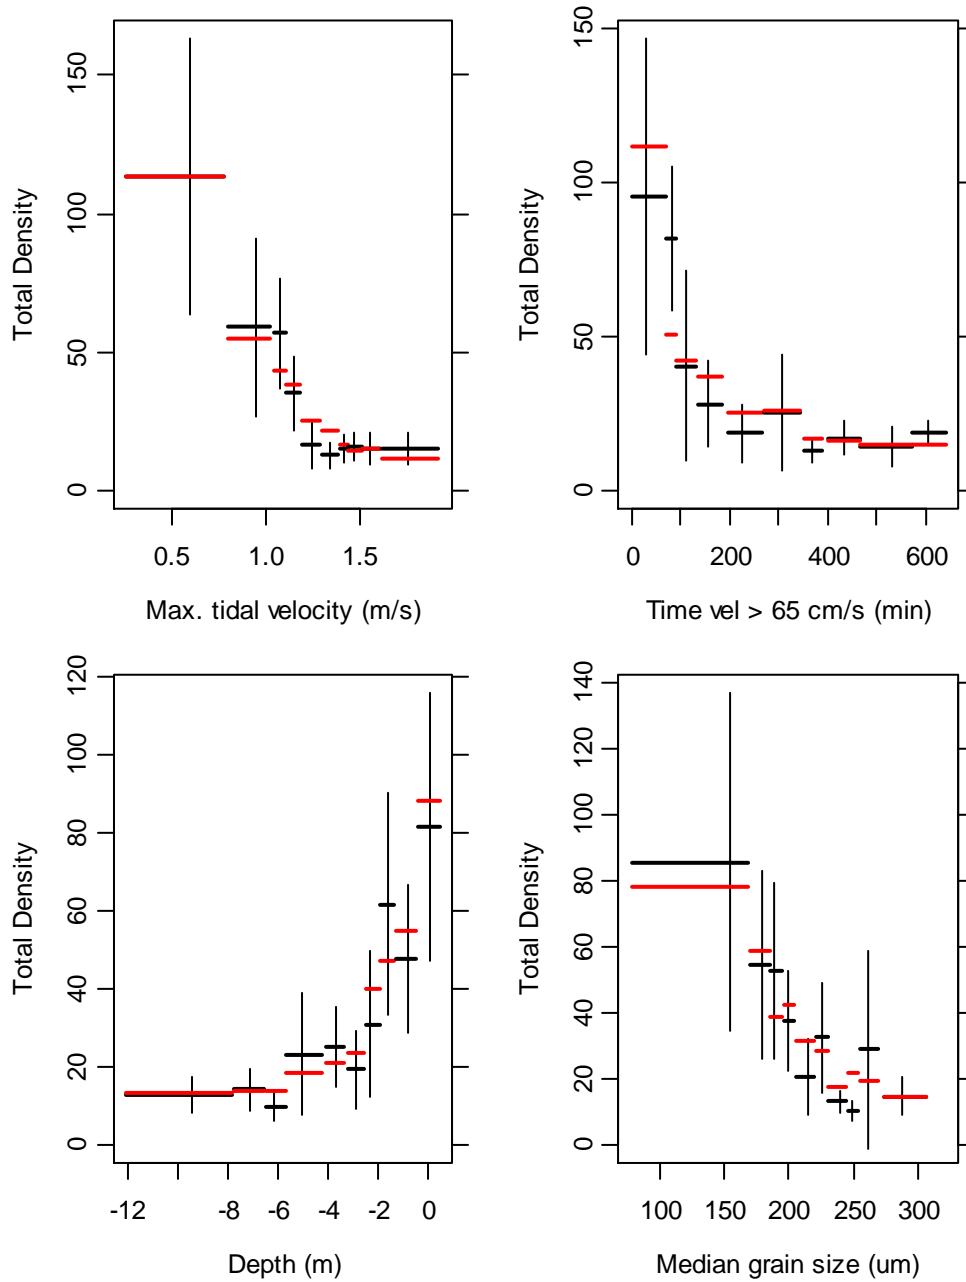 150
100
50
0
Total Density
0.5 1.0 1.5
Max. tidal velocity (m/s)
150
100
50
0
Total Density
0 200 400 600
Time vel > 65 cm/s (min)
120
100
80
60
40
20
0
Total Density
-12 -8 -6 -4 -2 0
Depth (m)
140
120
100
80
60
40
20
0
Total Density
100 150 200 250 300
Median grain size (um)